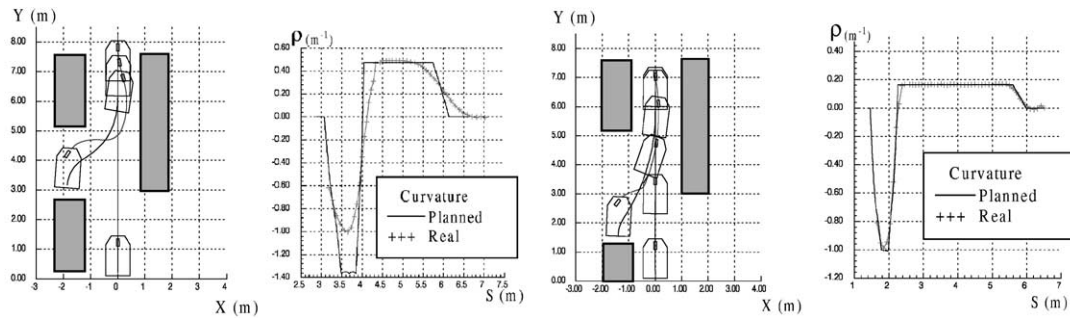 Y (m)
8.00
7.00
6.00
5.00
4.00
3.00
2.00
1.00
0.00
-3 -2 -1 0 1 2 3 4
X (m)
ρ (m⁻¹)
0.60
0.40
0.20
0.00
-0.20
-0.40
-0.60
-0.80
-1.00
-1.20
-1.40
2.5 3 3.5 4 4.5 5 5.5 6 6.5 7 7.5
S (m)
Curvature
Planned
+++ Real
Y (m)
8.00
7.00
6.00
5.00
4.00
3.00
2.00
1.00
0.00
-3.00 -2.00 -1.00 0.00 1.00 2.00 3.00 4.00
X (m)
ρ (m⁻¹)
0.40
0.20
0.00
-0.20
-0.40
-0.60
-0.80
-1.00
-1.20
1 2 3 4 5 6 7
S (m)
Curvature
Planned
+++ Real